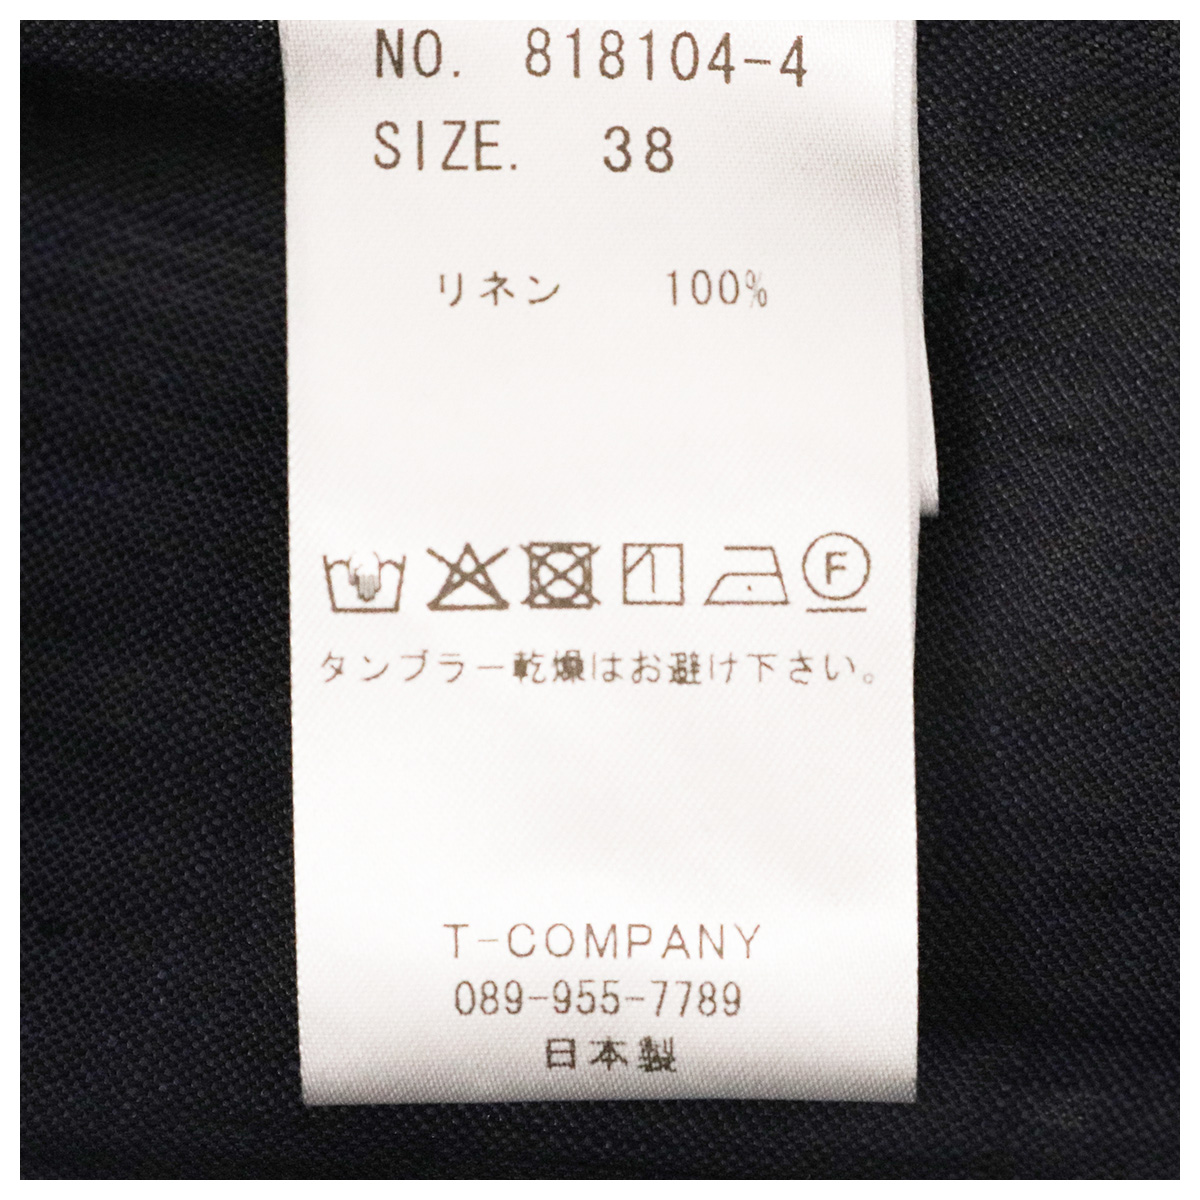 NO. 818104-4
SIZE. 38
リネン 100%
F
タンブラー乾燥はお避け下さい。
T-COMPANY
089-955-7789
日本製